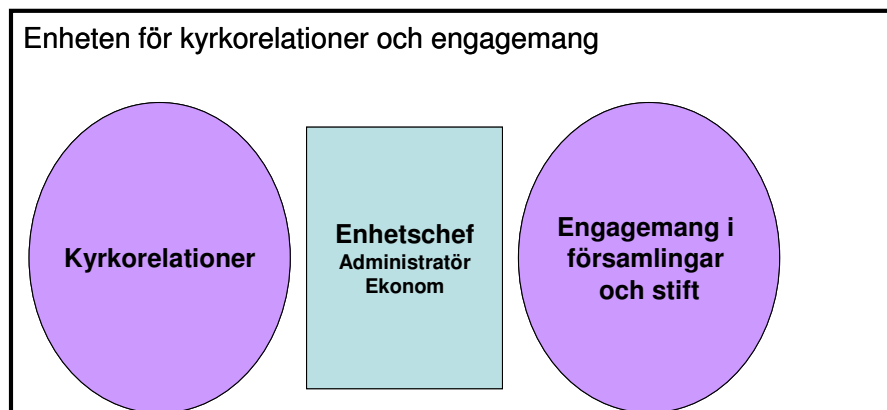 Enheten för kyrkorelationer och engagemang
Kyrkorelationer
Enhetschef
Administratör
Ekonom
Engagemang i
församlingar
och stift